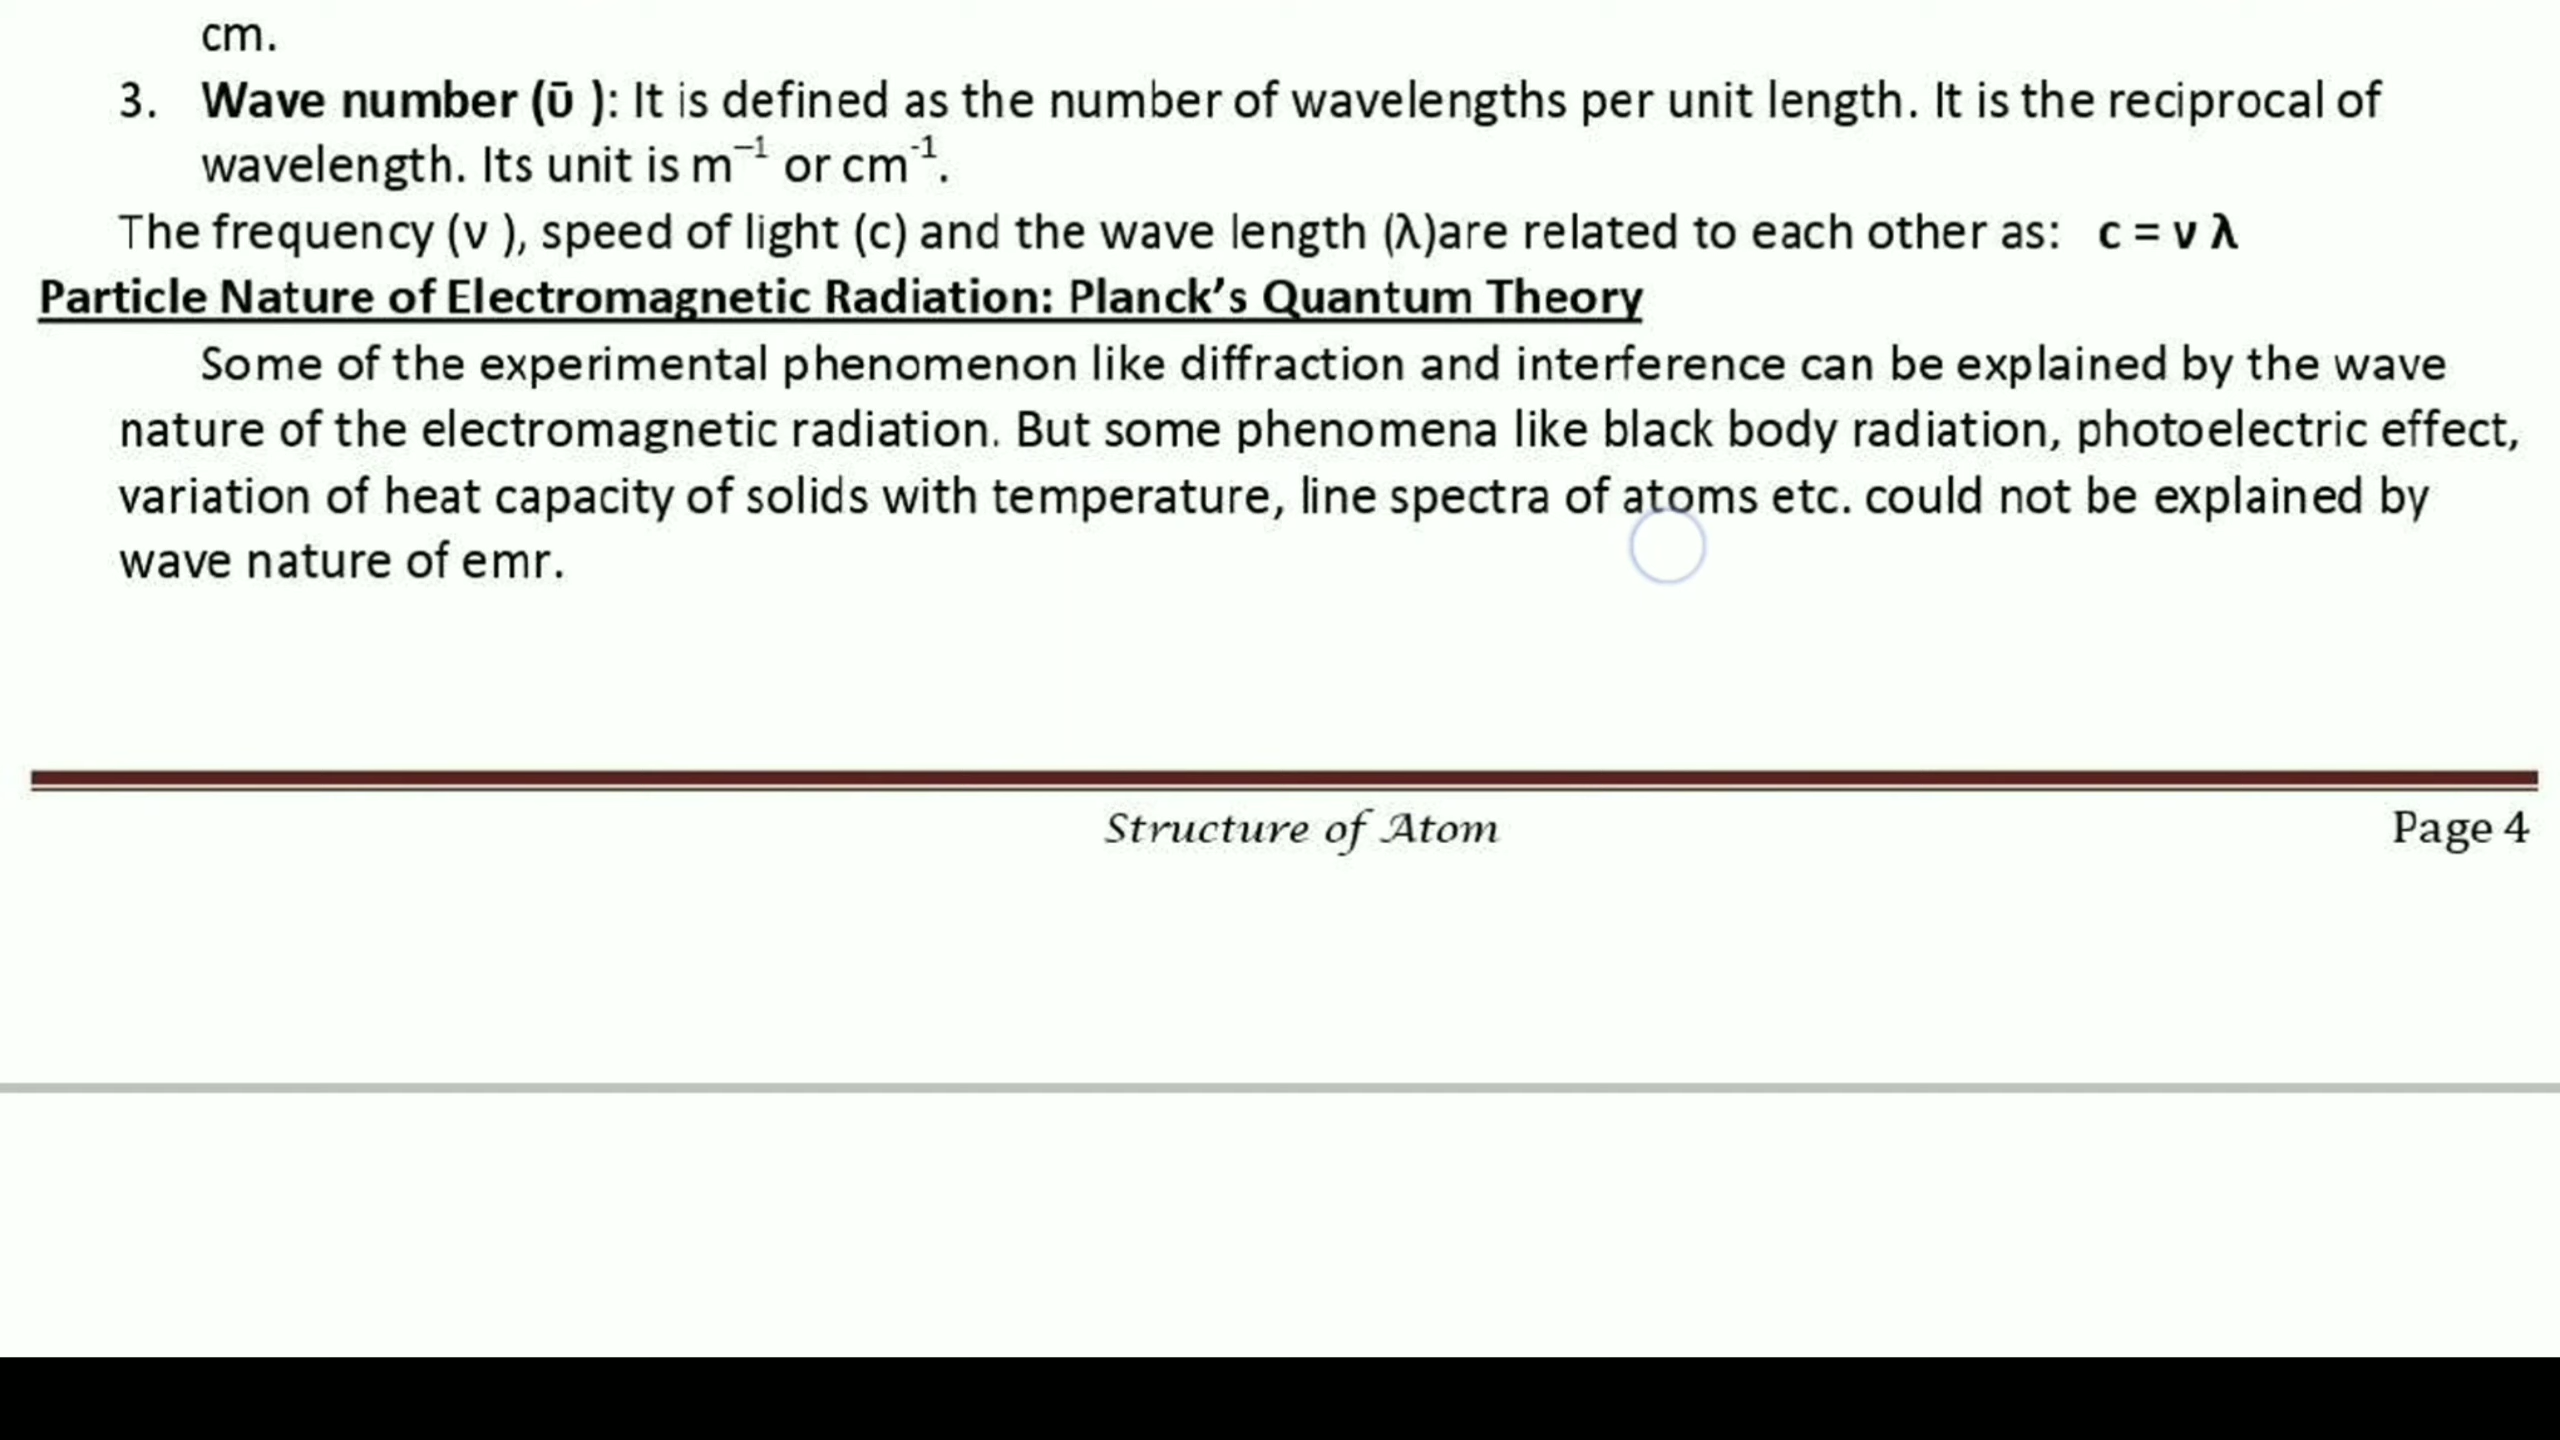 cm.
3. Wave number (ῡ ): It is defined as the number of wavelengths per unit length. It is the reciprocal of
wavelength. Its unit is m⁻¹ or cm⁻¹.
The frequency (ν ), speed of light (c) and the wave length (λ)are related to each other as: c = ν λ
Particle Nature of Electromagnetic Radiation: Planck’s Quantum Theory
Some of the experimental phenomenon like diffraction and interference can be explained by the wave
nature of the electromagnetic radiation. But some phenomena like black body radiation, photoelectric effect,
variation of heat capacity of solids with temperature, line spectra of atoms etc. could not be explained by
wave nature of emr.
Structure of Atom
Page 4